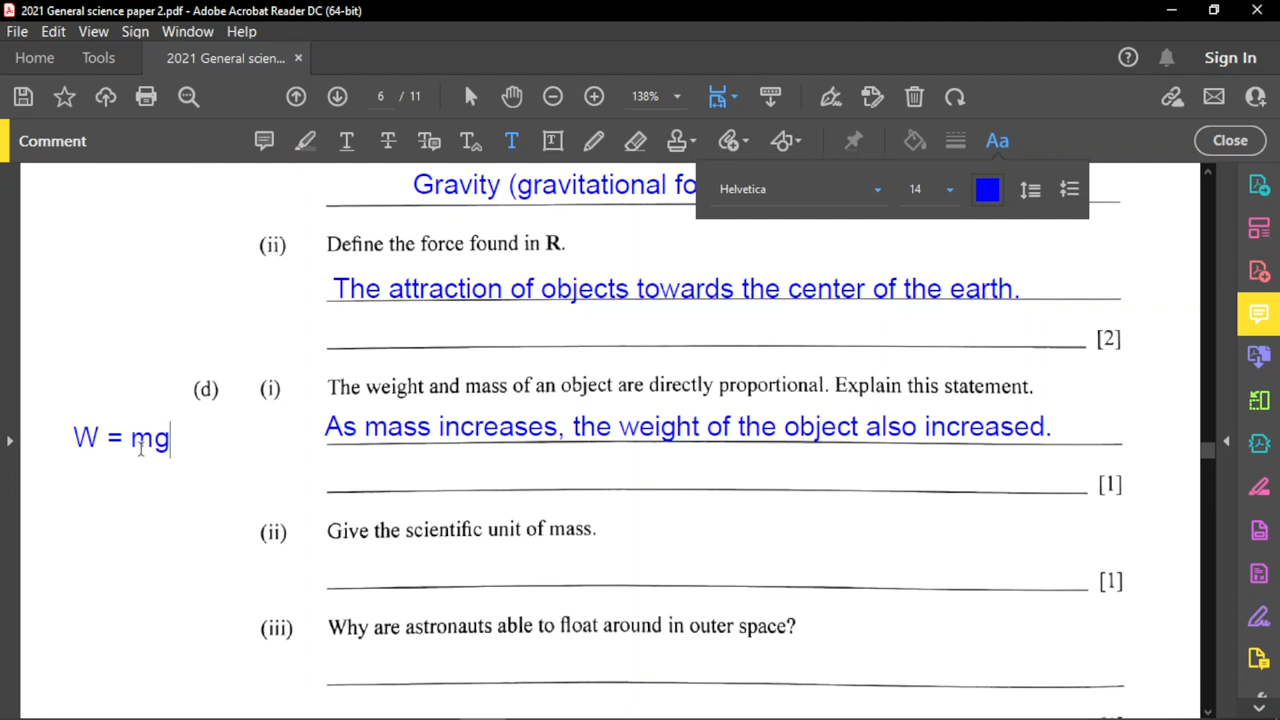 2021 General science paper 2.pdf - Adobe Acrobat Reader DC (64-bit)
File Edit View Sign Window Help
Home Tools 2021 General scien... × Sign In
6 / 11 138%
Comment Close
Helvetica 14
Gravity (gravitational fo
(ii) Define the force found in R.
The attraction of objects towards the center of the earth.
[2]
(d) (i) The weight and mass of an object are directly proportional. Explain this statement.
W = mg As mass increases, the weight of the object also increased.
[1]
(ii) Give the scientific unit of mass.
[1]
(iii) Why are astronauts able to float around in outer space?